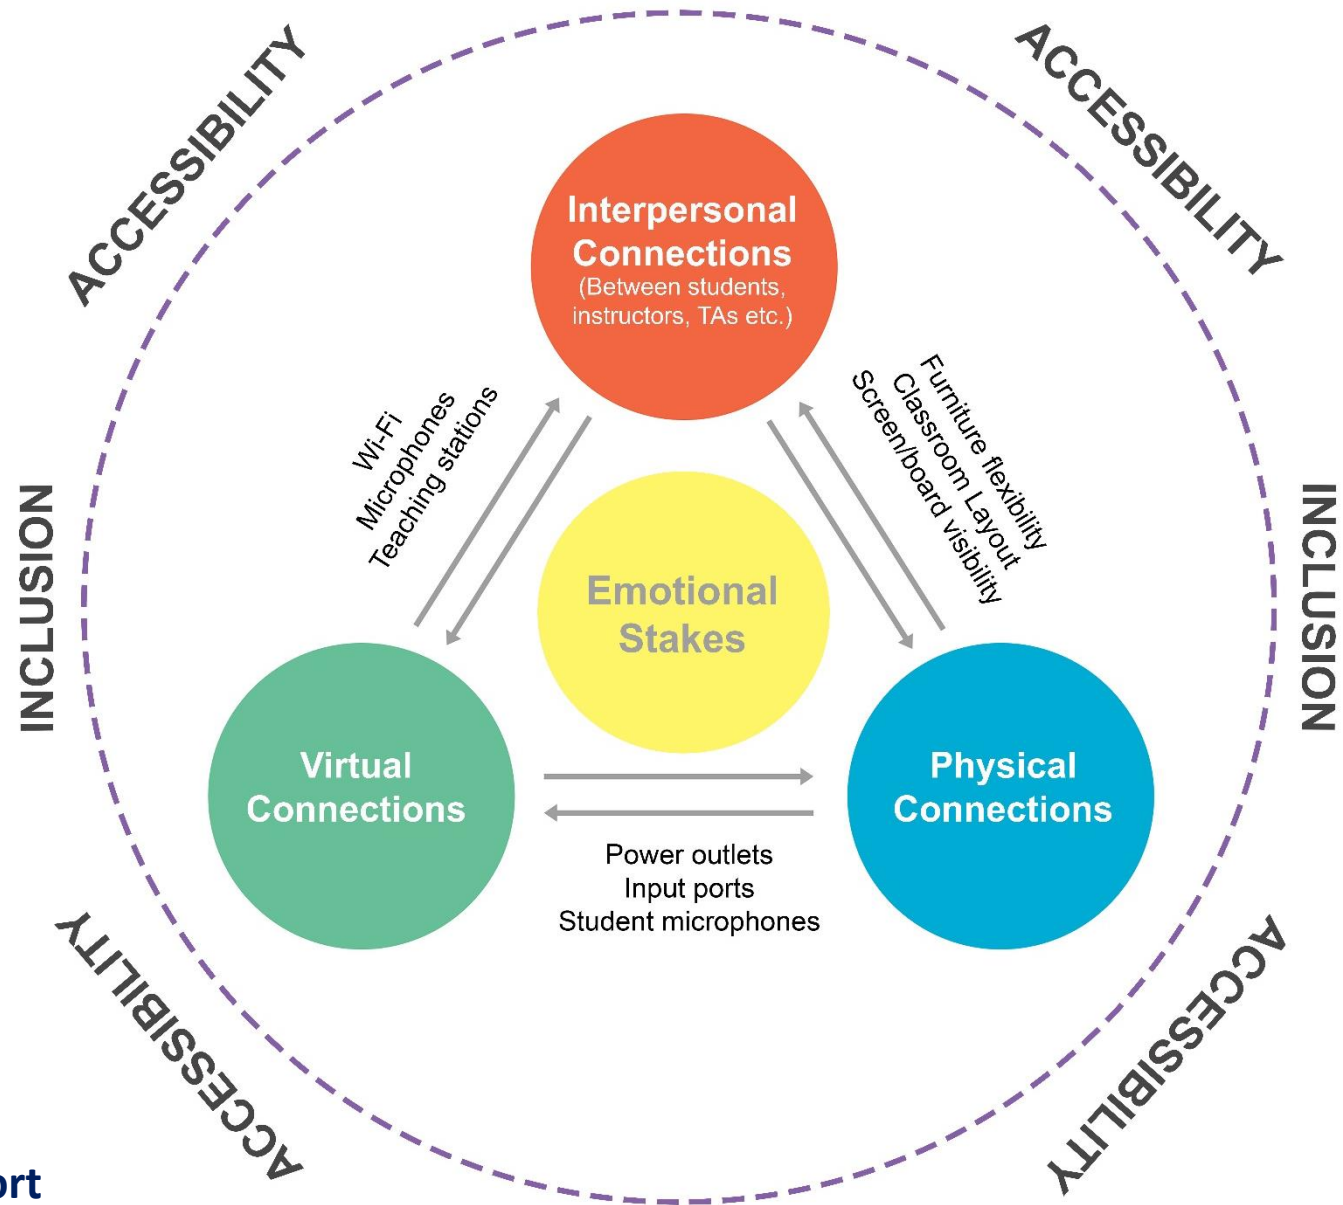 ACCESSIBILITY
ACCESSIBILITY
Interpersonal
Connections
(Between students,
instructors, TAs etc.)
Wi-Fi
Microphones
Teaching stations
Furniture flexibility
Classroom Layout
Screen/board visibility
INCLUSION
INCLUSION
Emotional
Stakes
Virtual
Connections
Physical
Connections
Power outlets
Input ports
Student microphones
ACCESSIBILITY
ACCESSIBILITY
ort